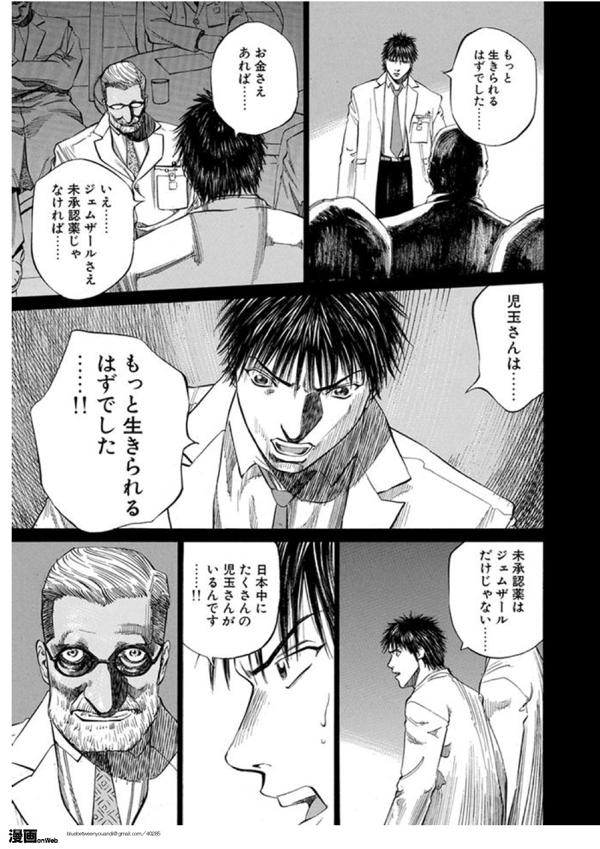 もっと
生きられる
はずでした
……
お金さえ
あれば……
いえ……
ジェムザールさえ
未承認薬じゃ
なければ……
児玉さんは……
もっと生きられる
はずでした
……!!
未承認薬は
ジェムザール
だけじゃない……
日本中に
たくさんの
児玉さんが
いるんです
……!!
漫画onWeb
bluebetweenyouandi@gmail.com/40285